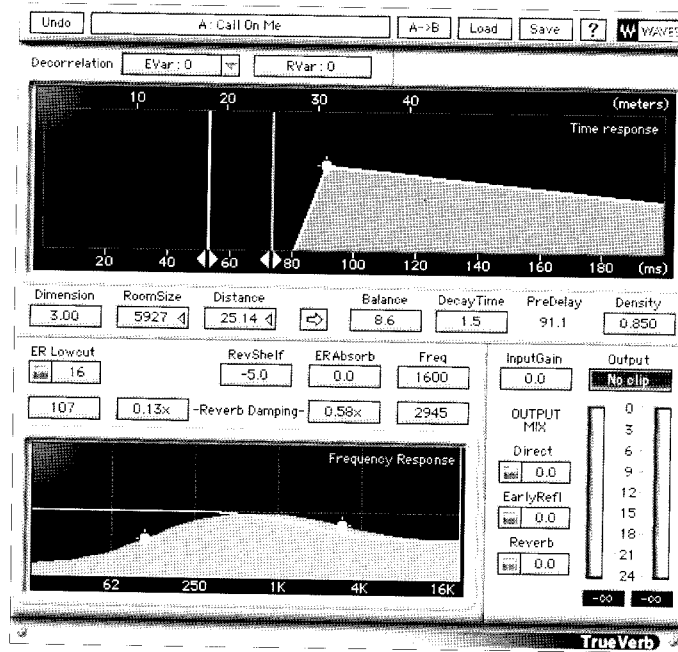 Undo A: Call On Me A->B Load Save ? WAVES
Decorrelation EVar: 0 RVar: 0
10 20 30 40 (meters)
Time response
20 40 60 80 100 120 140 160 180 (ms)
Dimension RoomSize Distance Balance DecayTime PreDelay Density
3.00 5927 25.14 8.6 1.5 91.1 0.850
ER Lowcut RevShelf ERAbsorb Freq InputGain Output
16 -5.0 0.0 1600 0.0 No clip
107 0.13x -Reverb Damping- 0.58x 2945
OUTPUT
MIX
Direct
0.0
EarlyRefl
0.0
Reverb
0.0
0
3
6
9
12
15
18
21
24
-oo -oo
Frequency Response
62 250 1K 4K 16K
TrueVerb